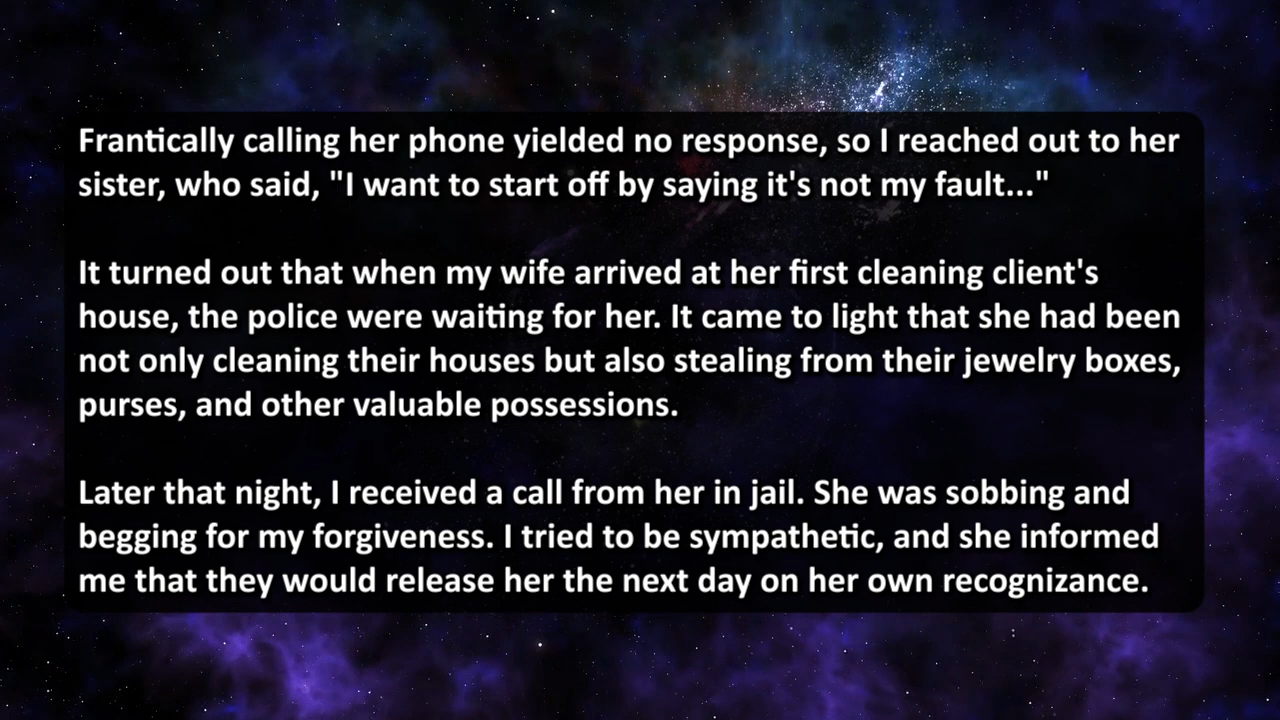 Frantically calling her phone yielded no response, so I reached out to her
sister, who said, "I want to start off by saying it's not my fault..."
It turned out that when my wife arrived at her first cleaning client's
house, the police were waiting for her. It came to light that she had been
not only cleaning their houses but also stealing from their jewelry boxes,
purses, and other valuable possessions.
Later that night, I received a call from her in jail. She was sobbing and
begging for my forgiveness. I tried to be sympathetic, and she informed
me that they would release her the next day on her own recognizance.